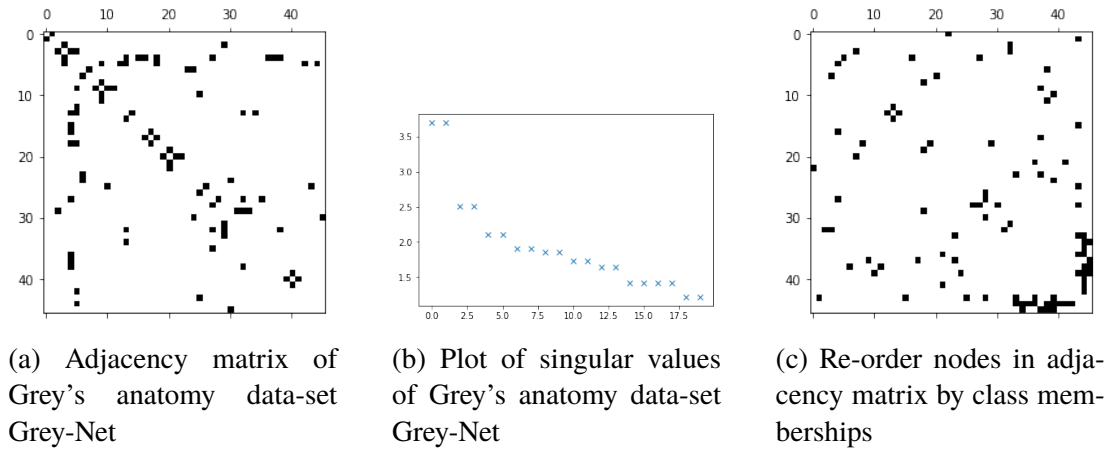 0 10 20 30 40
0
10
20
30
40
(a) Adjacency matrix of
Grey's anatomy data-set
Grey-Net
3.5
3.0
2.5
2.0
1.5
0.0 2.5 5.0 7.5 10.0 12.5 15.0 17.5
(b) Plot of singular values
of Grey's anatomy data-set
Grey-Net
0 10 20 30 40
0
10
20
30
40
(c) Re-order nodes in adja-
cency matrix by class mem-
berships